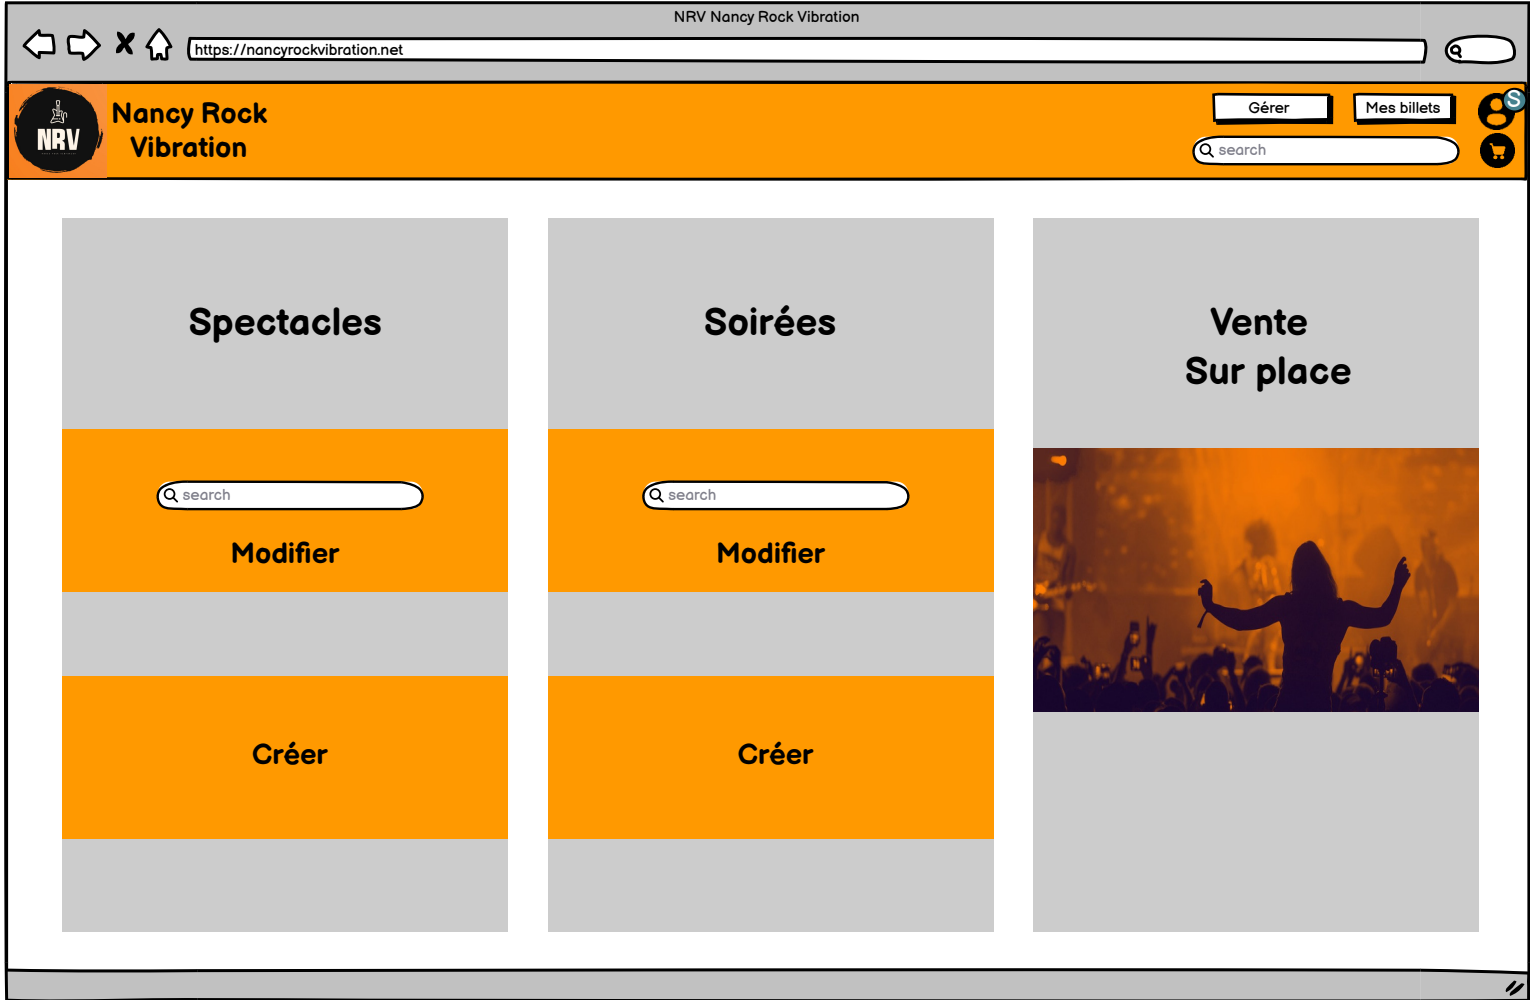 NRV Nancy Rock Vibration
https://nancyrockvibration.net
NRV
Nancy Rock
Vibration
Gérer
Mes billets
S
search
Spectacles
search
Modifier
Créer
Soirées
search
Modifier
Créer
Vente
Sur place